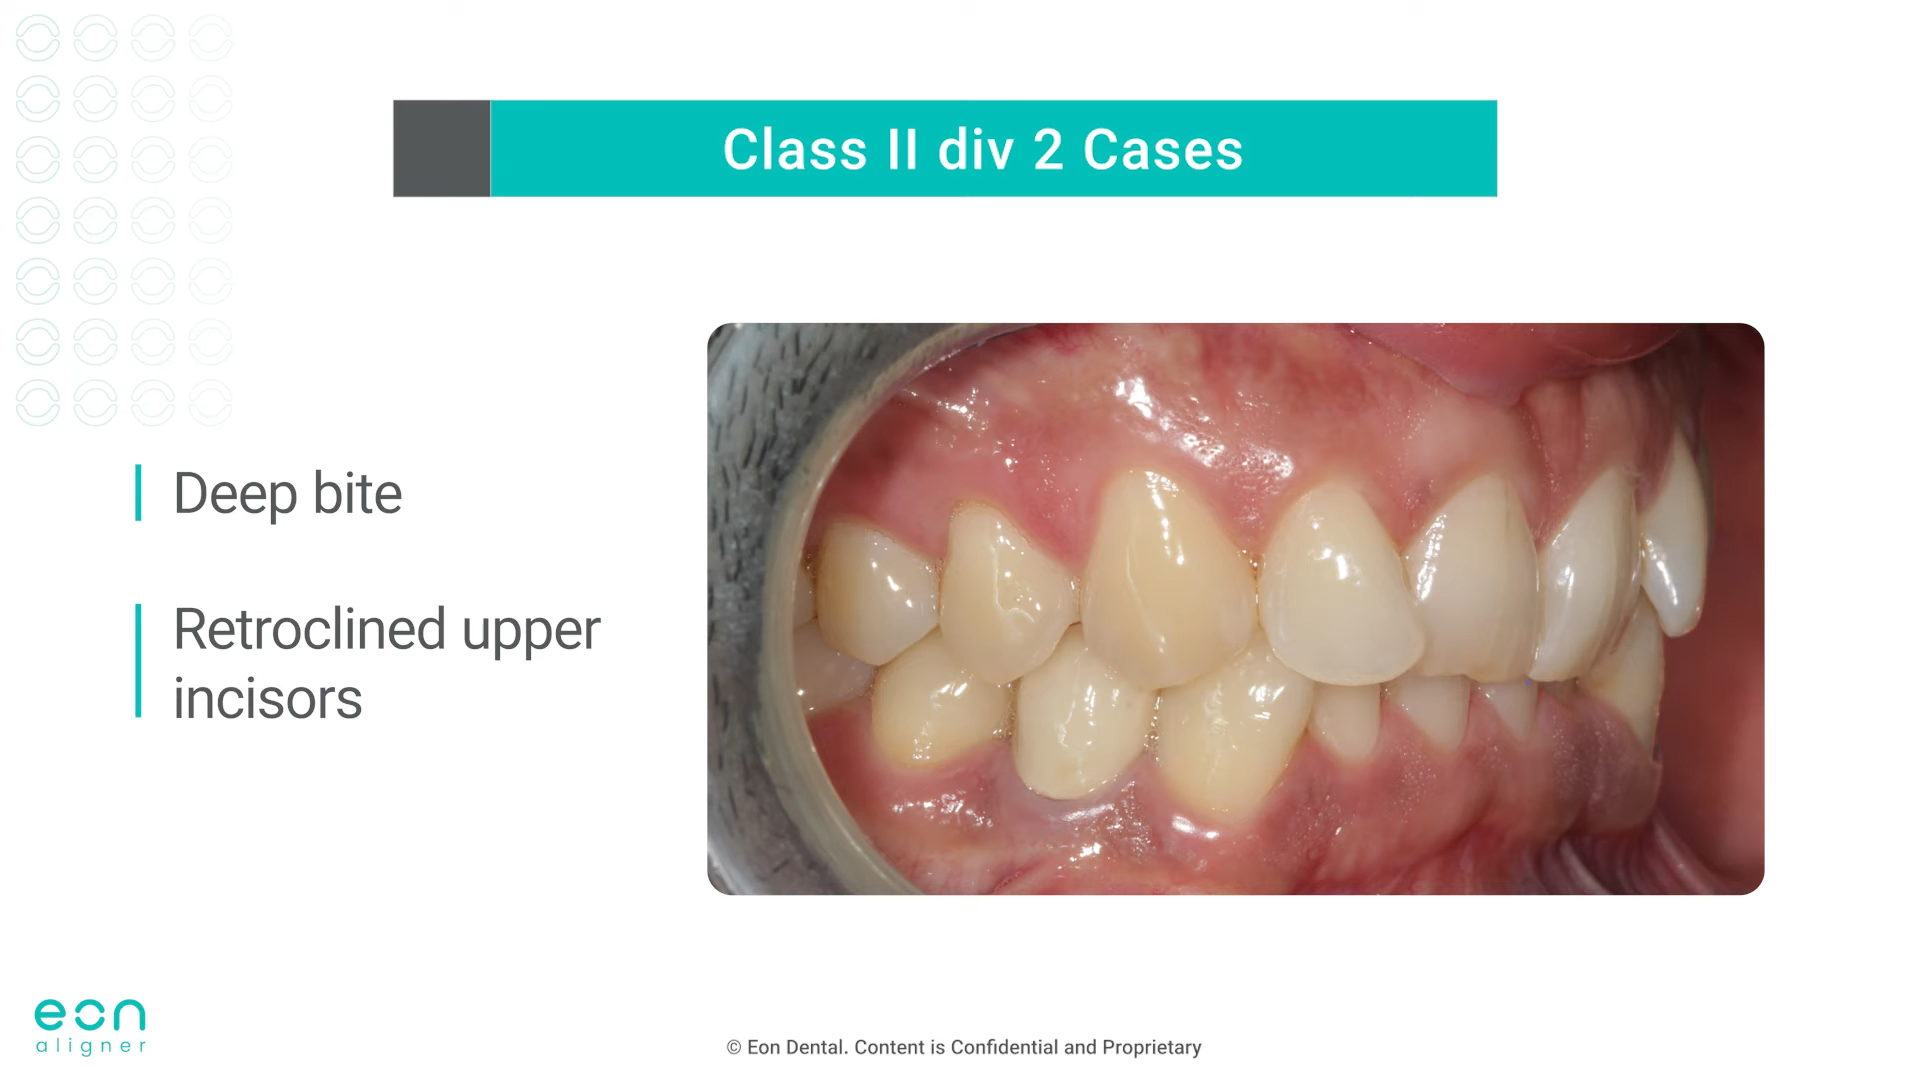 Class II div 2 Cases
Deep bite
Retroclined upper
incisors
eon
aligner
© Eon Dental. Content is Confidential and Proprietary